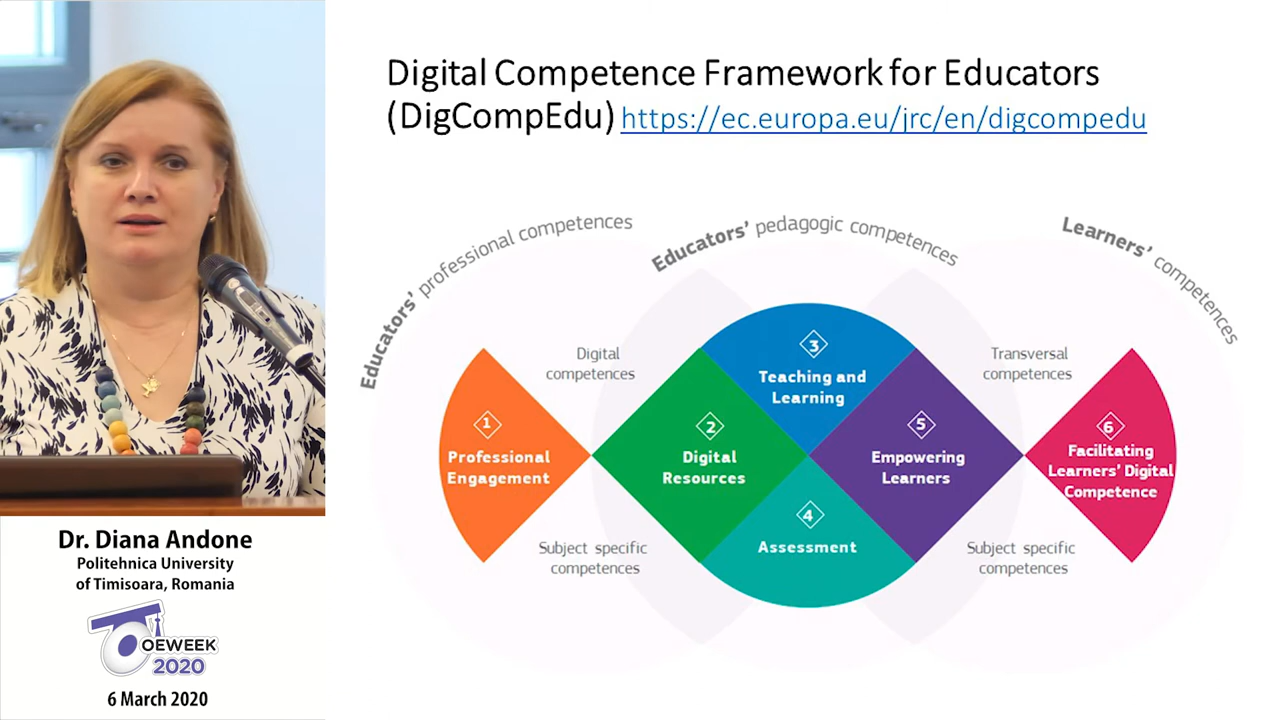 Digital Competence Framework for Educators
(DigCompEdu) https://ec.europa.eu/jrc/en/digcompedu
Educators' professional competences
Educators' pedagogic competences
Learners' competences
Digital
competences
Transversal
competences
1
Professional
Engagement
2
Digital
Resources
3
Teaching and
Learning
4
Assessment
5
Empowering
Learners
6
Facilitating
Learners' Digital
Competence
Subject specific
competences
Subject specific
competences
Dr. Diana Andone
Politehnica University
of Timisoara, Romania
OEWEEK
2020
6 March 2020